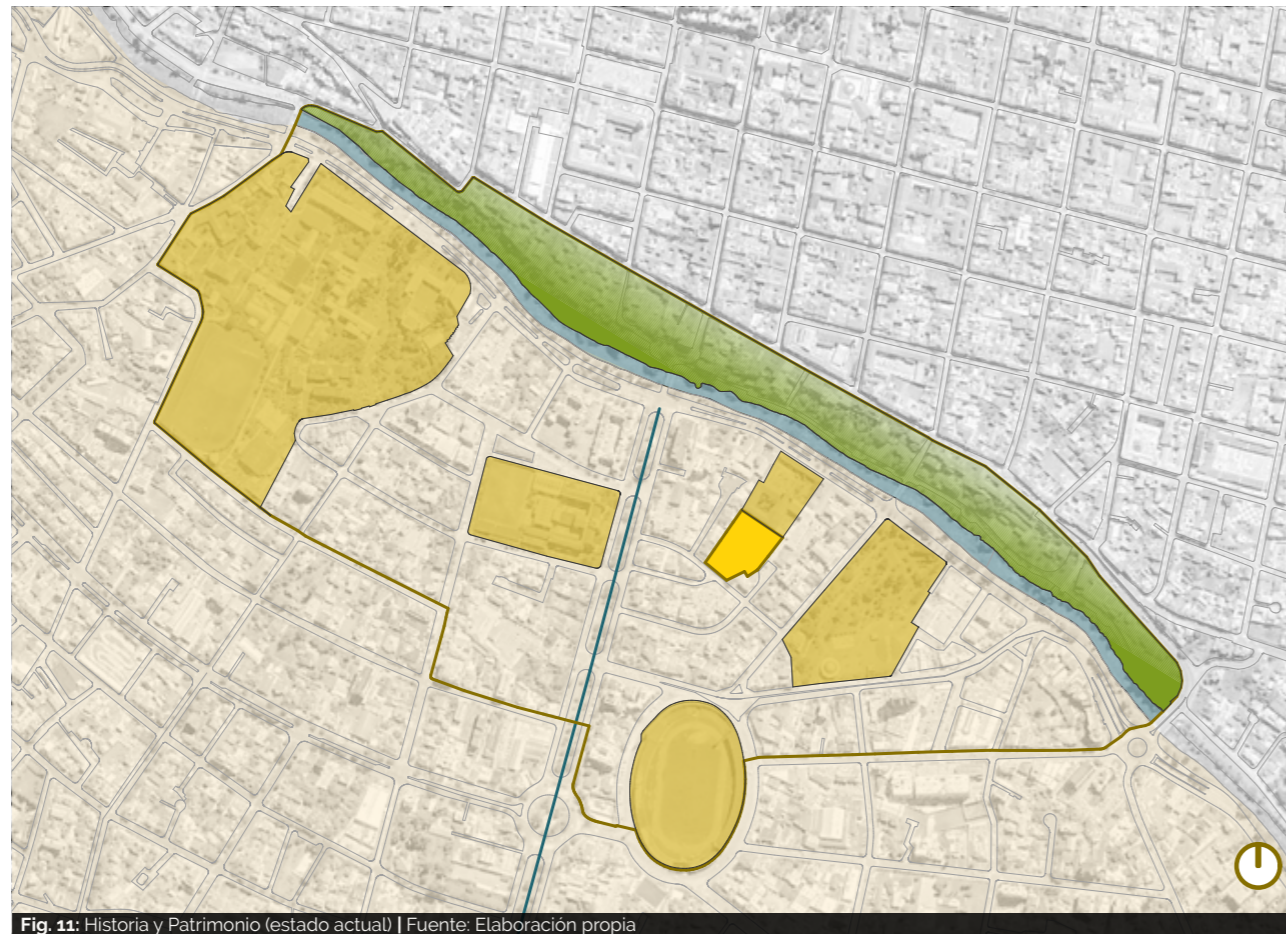 Fig. 11: Historia y Patrimonio (estado actual) | Fuente: Elaboración propia